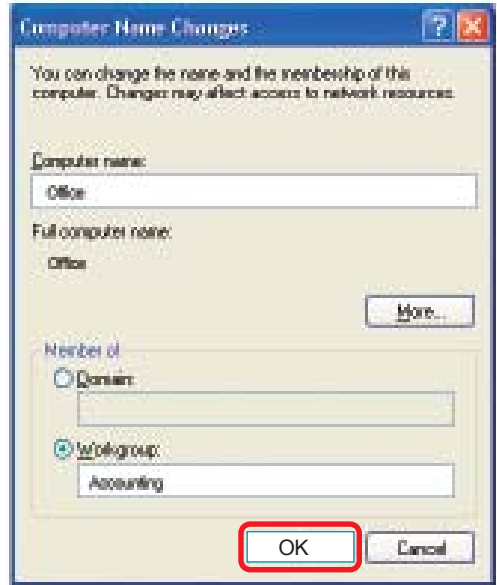 Computer Name Changes
You can change the name and the membership of this
computer. Changes may affect access to network resources.
Computer name:
Office
Full computer name:
Office
More...
Member of
Domain:
Workgroup:
Accounting
OK
Cancel